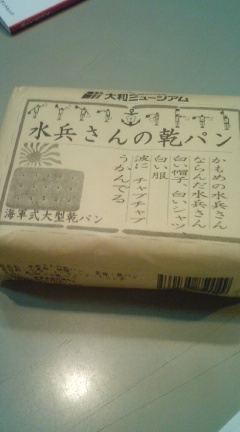 大和ミュージアム
水兵さんの乾パン
かもめの水兵さん
ならんだ水兵さん
白い帽子 白いシャツ
白い服
波に チャプチャプ
うかんでる
海軍式大型乾パン